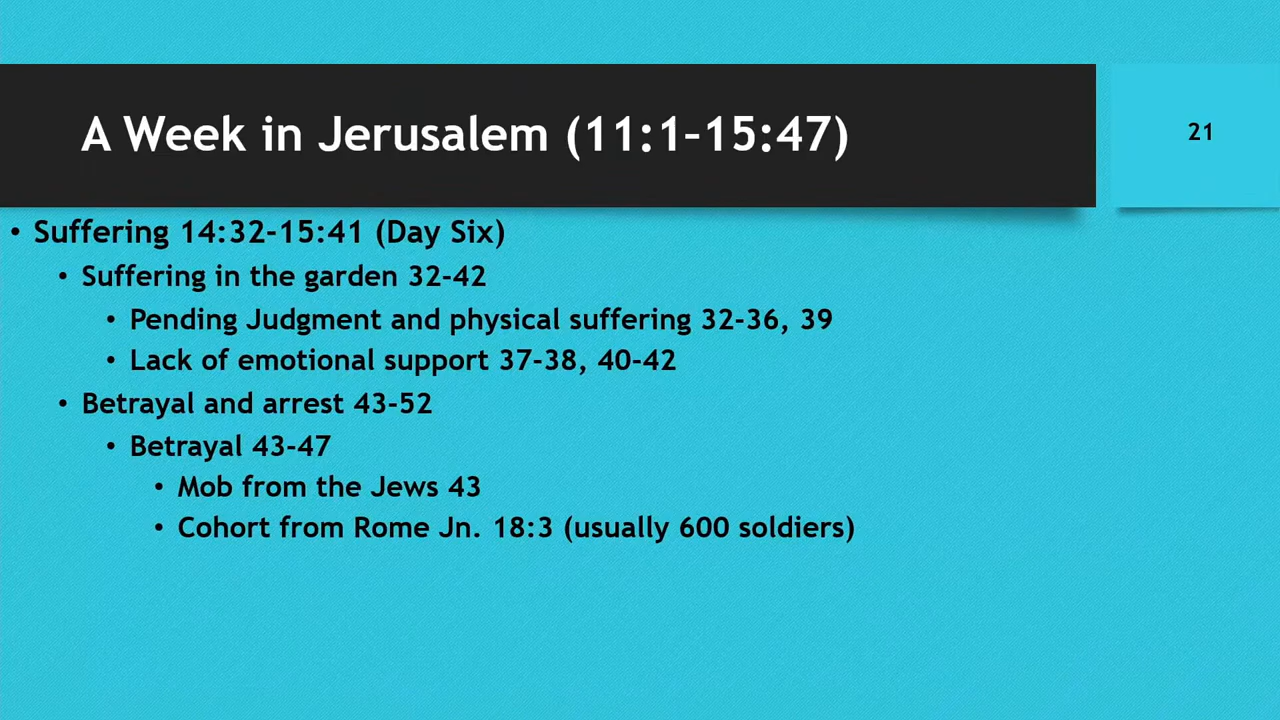 A Week in Jerusalem (11:1–15:47)
21
• Suffering 14:32–15:41 (Day Six)
• Suffering in the garden 32-42
• Pending Judgment and physical suffering 32-36, 39
• Lack of emotional support 37-38, 40-42
• Betrayal and arrest 43-52
• Betrayal 43-47
• Mob from the Jews 43
• Cohort from Rome Jn. 18:3 (usually 600 soldiers)